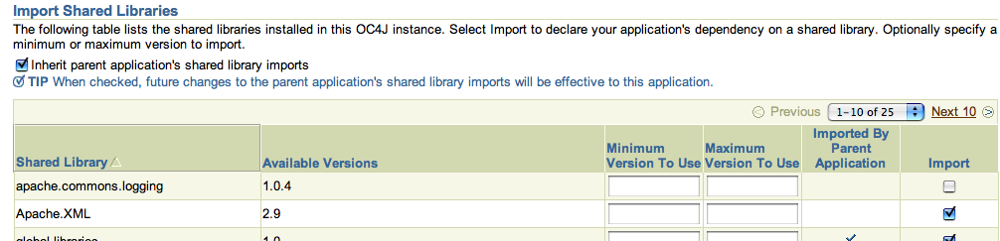 Import Shared Libraries
The following table lists the shared libraries installed in this OC4J instance. Select Import to declare your application's dependency on a shared library. Optionally specify a
minimum or maximum version to import.
Inherit parent application's shared library imports
TIP When checked, future changes to the parent application's shared library imports will be effective to this application.
Previous 1-10 of 25 Next 10
Shared Library Available Versions Minimum Version To Use Maximum Version To Use Imported By Parent Application Import
apache.commons.logging 1.0.4
Apache.XML 2.9
global.libraries 1.0